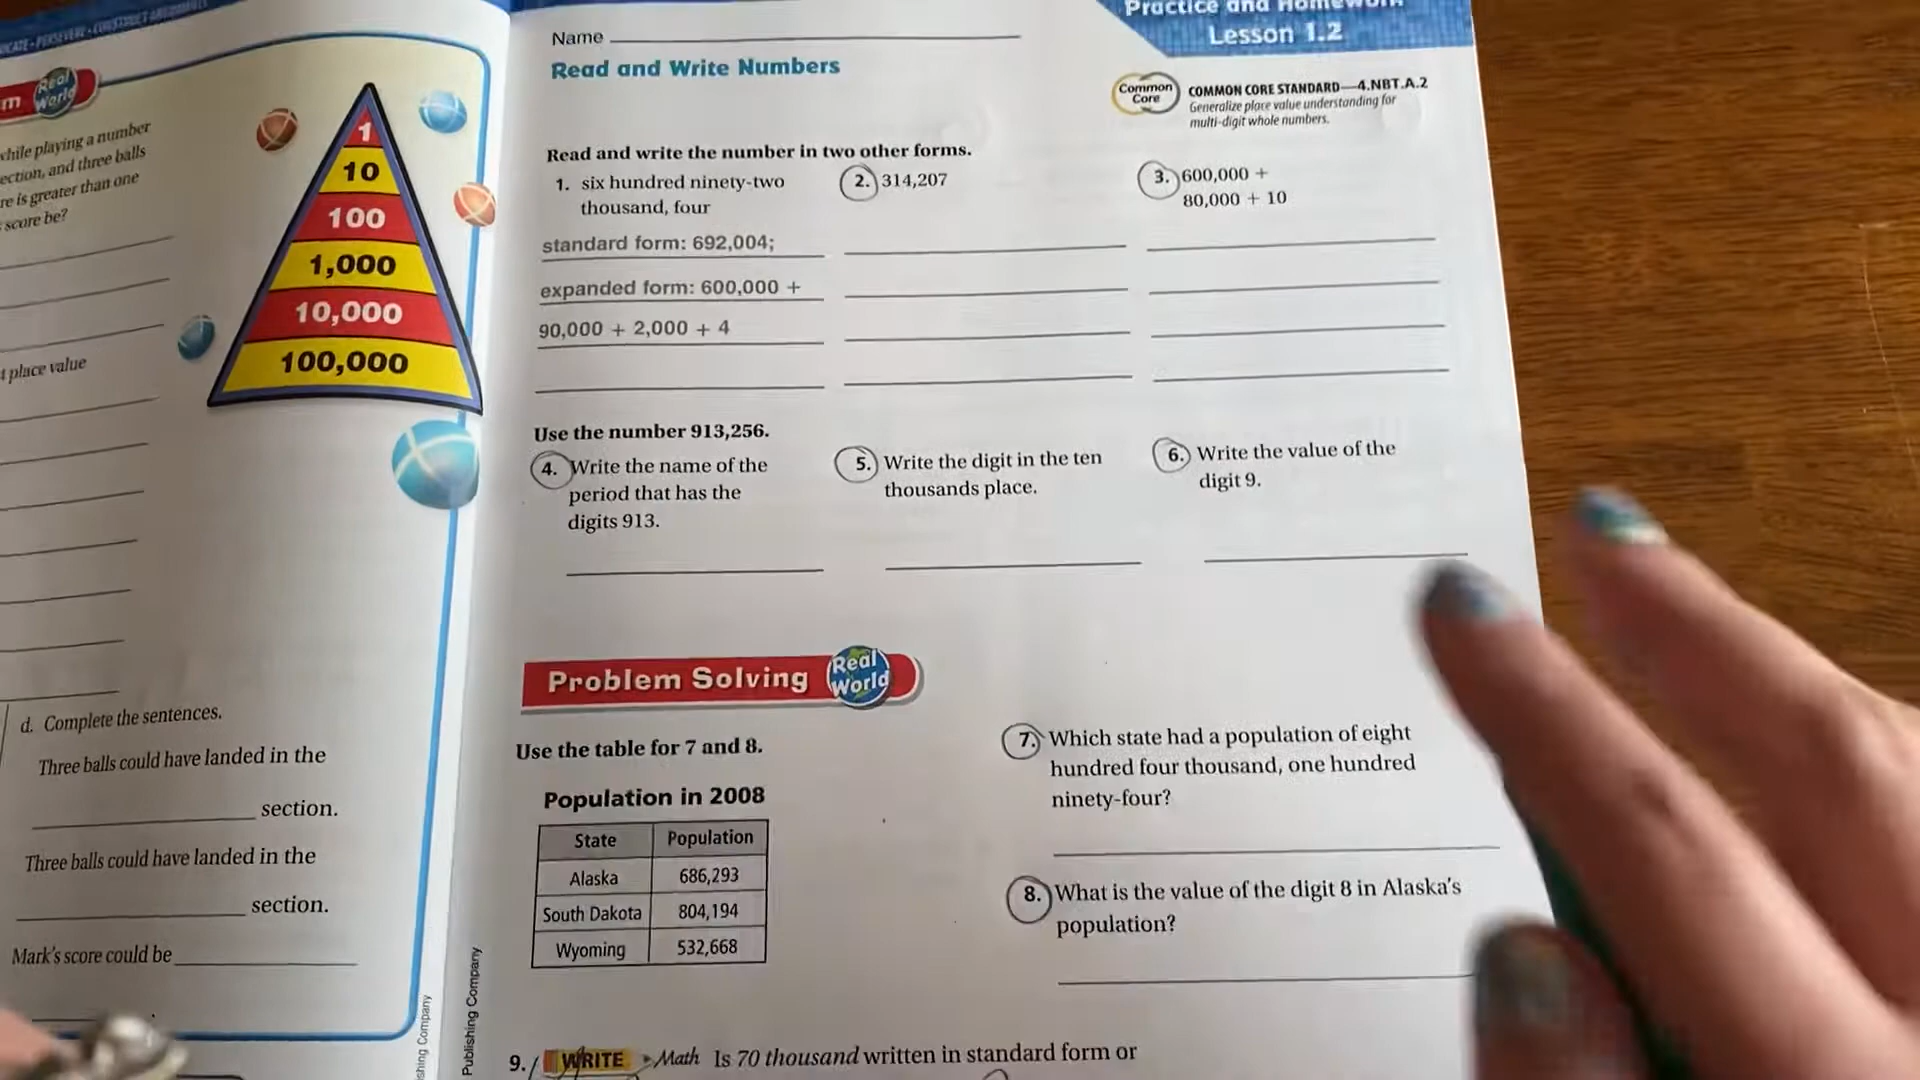 Real
World
while playing a number
ection, and three balls
re is greater than one
score be?
1
10
100
1,000
10,000
100,000
t place value
d. Complete the sentences.
Three balls could have landed in the
section.
Three balls could have landed in the
section.
Mark's score could be
shing Company
Publishing Company
Practice and Homework
Lesson 1.2
Name
Read and Write Numbers
Common
Core
COMMON CORE STANDARD—4.NBT.A.2
Generalize place value understanding for
multi-digit whole numbers.
Read and write the number in two other forms.
1. six hundred ninety-two
thousand, four
standard form: 692,004;
expanded form: 600,000 +
90,000 + 2,000 + 4
2. 314,207
3. 600,000 +
80,000 + 10
Use the number 913,256.
4. Write the name of the
period that has the
digits 913.
5. Write the digit in the ten
thousands place.
6. Write the value of the
digit 9.
Problem Solving Real
World
Use the table for 7 and 8.
Population in 2008
State Population
Alaska 686,293
South Dakota 804,194
Wyoming 532,668
7. Which state had a population of eight
hundred four thousand, one hundred
ninety-four?
8. What is the value of the digit 8 in Alaska's
population?
9. WRITE Math Is 70 thousand written in standard form or